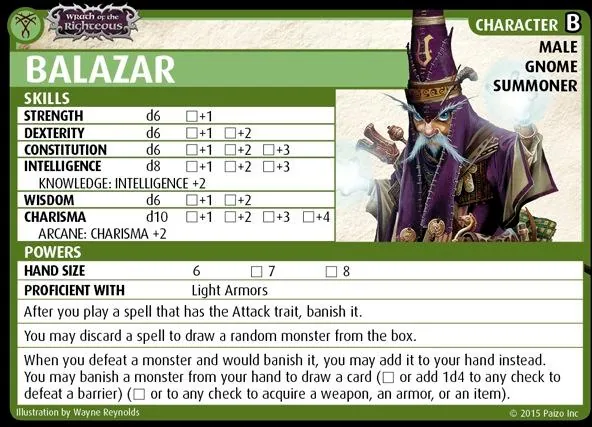 WRATH of the RIGHTEOUS
CHARACTER B
BALAZAR
MALE
GNOME
SUMMONER
SKILLS
STRENGTH d6 ☐+1
DEXTERITY d6 ☐+1 ☐+2
CONSTITUTION d6 ☐+1 ☐+2 ☐+3
INTELLIGENCE d8 ☐+1 ☐+2 ☐+3
KNOWLEDGE: INTELLIGENCE +2
WISDOM d6 ☐+1 ☐+2
CHARISMA d10 ☐+1 ☐+2 ☐+3 ☐+4
ARCANE: CHARISMA +2
POWERS
HAND SIZE 6 ☐ 7 ☐ 8
PROFICIENT WITH Light Armors
After you play a spell that has the Attack trait, banish it.
You may discard a spell to draw a random monster from the box.
When you defeat a monster and would banish it, you may add it to your hand instead.
You may banish a monster from your hand to draw a card (☐ or add 1d4 to any check to
defeat a barrier) (☐ or to any check to acquire a weapon, an armor, or an item).
Illustration by Wayne Reynolds © 2015 Paizo Inc